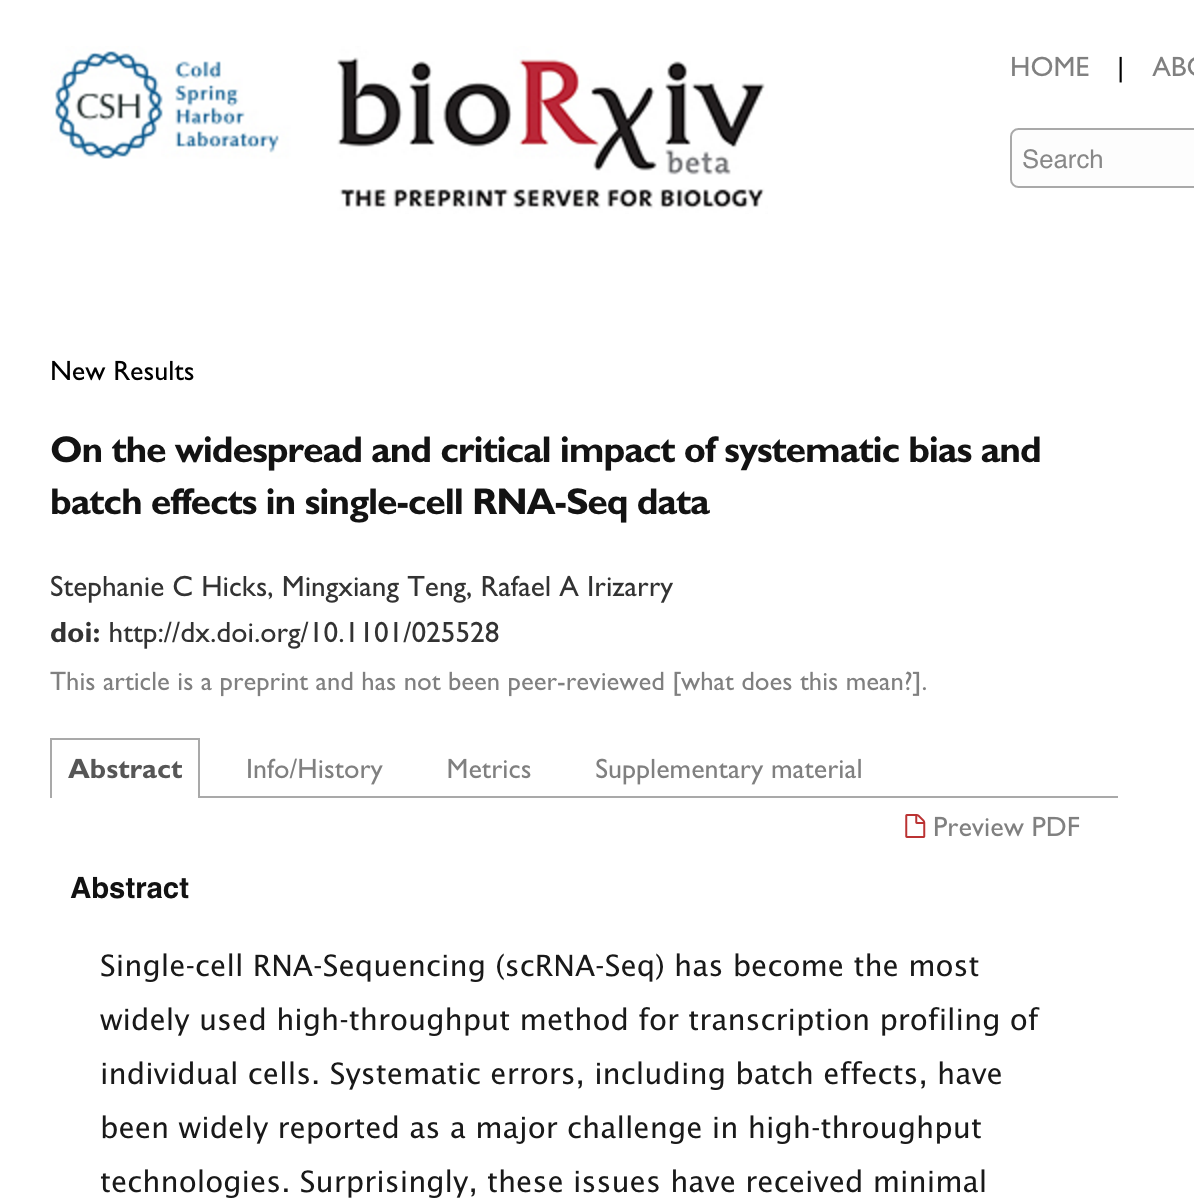 CSH
Cold
Spring
Harbor
Laboratory
bioRxiv
beta
THE PREPRINT SERVER FOR BIOLOGY
HOME | ABO
Search
New Results
On the widespread and critical impact of systematic bias and
batch effects in single-cell RNA-Seq data
Stephanie C Hicks, Mingxiang Teng, Rafael A Irizarry
doi: http://dx.doi.org/10.1101/025528
This article is a preprint and has not been peer-reviewed [what does this mean?].
Abstract Info/History Metrics Supplementary material
Preview PDF
Abstract
Single-cell RNA-Sequencing (scRNA-Seq) has become the most
widely used high-throughput method for transcription profiling of
individual cells. Systematic errors, including batch effects, have
been widely reported as a major challenge in high-throughput
technologies. Surprisingly, these issues have received minimal